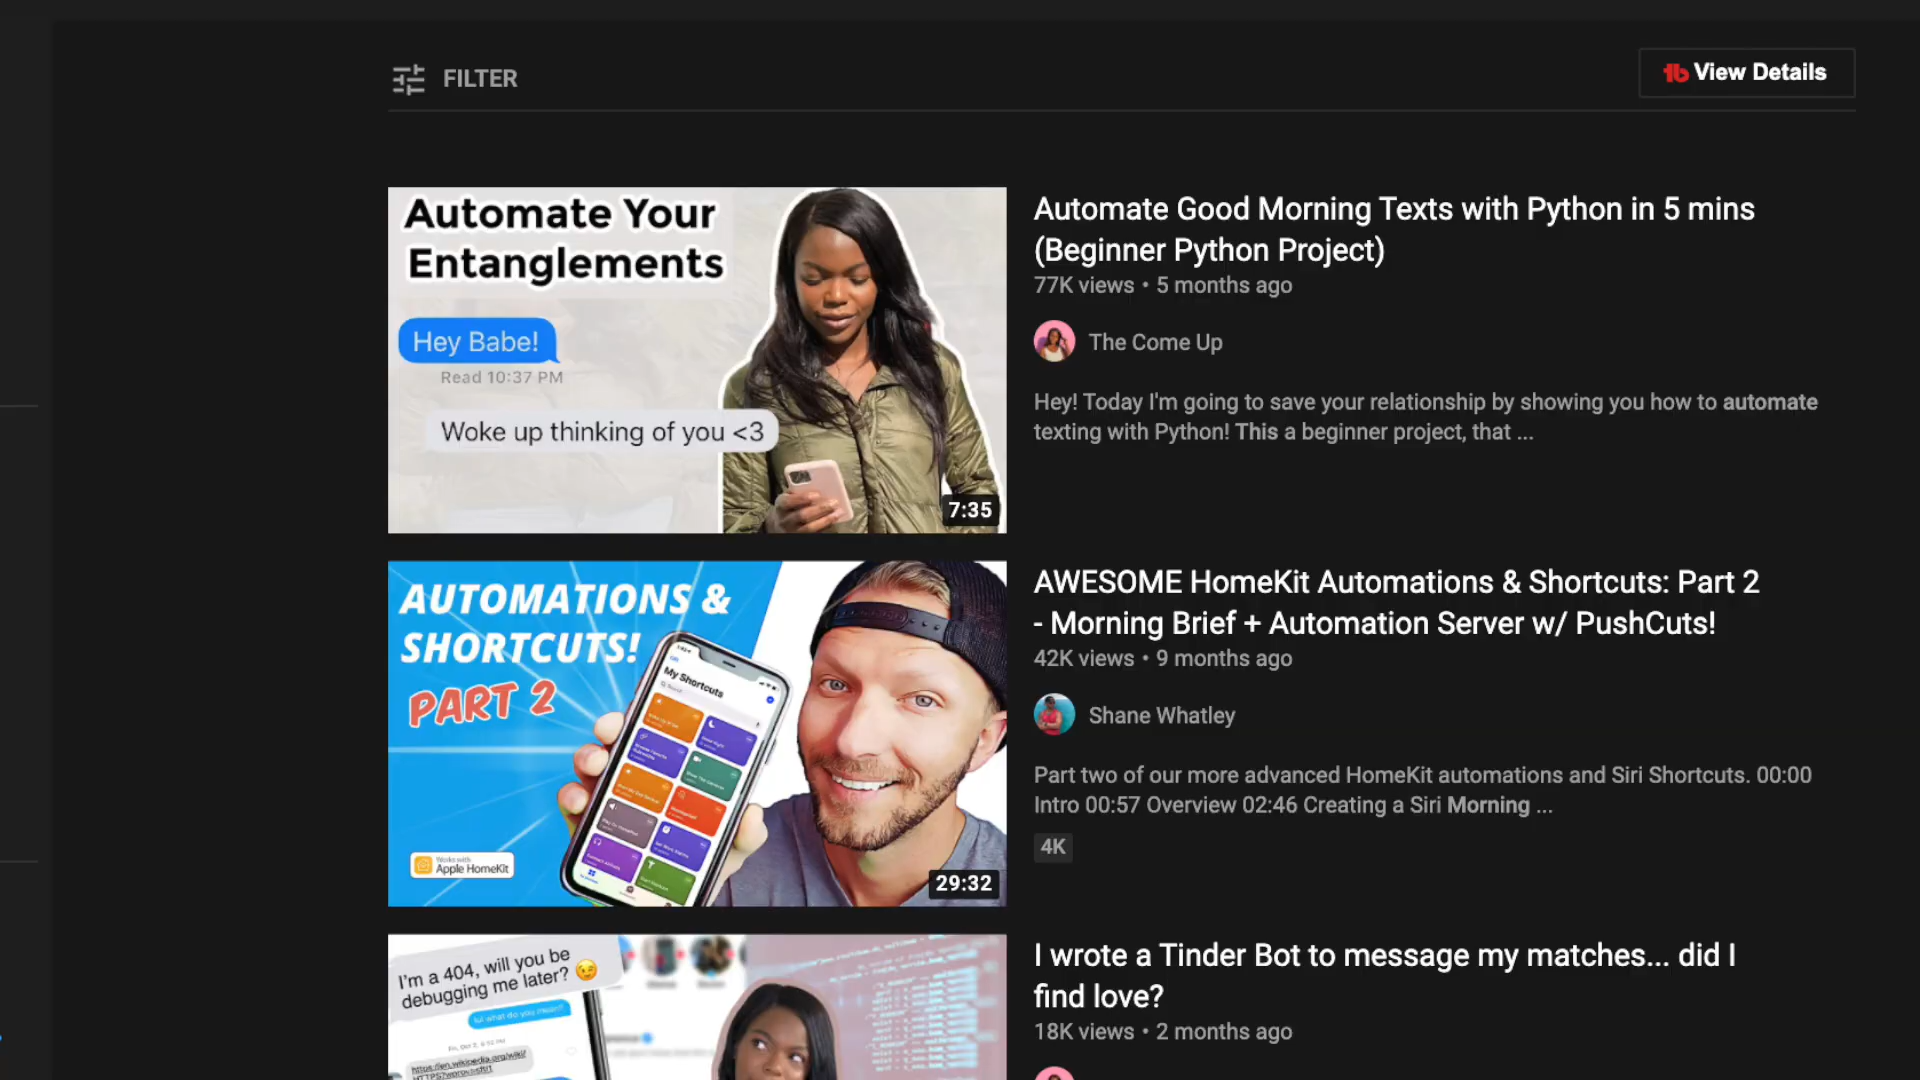 FILTER
View Details
Automate Your
Entanglements
Hey Babe!
Read 10:37 PM
Woke up thinking of you <3
7:35
Automate Good Morning Texts with Python in 5 mins
(Beginner Python Project)
77K views • 5 months ago
The Come Up
Hey! Today I'm going to save your relationship by showing you how to automate
texting with Python! This a beginner project, that ...
AUTOMATIONS &
SHORTCUTS!
PART 2
My Shortcuts
Works with
Apple HomeKit
29:32
AWESOME HomeKit Automations & Shortcuts: Part 2
- Morning Brief + Automation Server w/ PushCuts!
42K views • 9 months ago
Shane Whatley
Part two of our more advanced HomeKit automations and Siri Shortcuts. 00:00
Intro 00:57 Overview 02:46 Creating a Siri Morning ...
4K
I'm a 404, will you be
debugging me later? 😉
lol what do you mean?
I wrote a Tinder Bot to message my matches... did I
find love?
18K views • 2 months ago